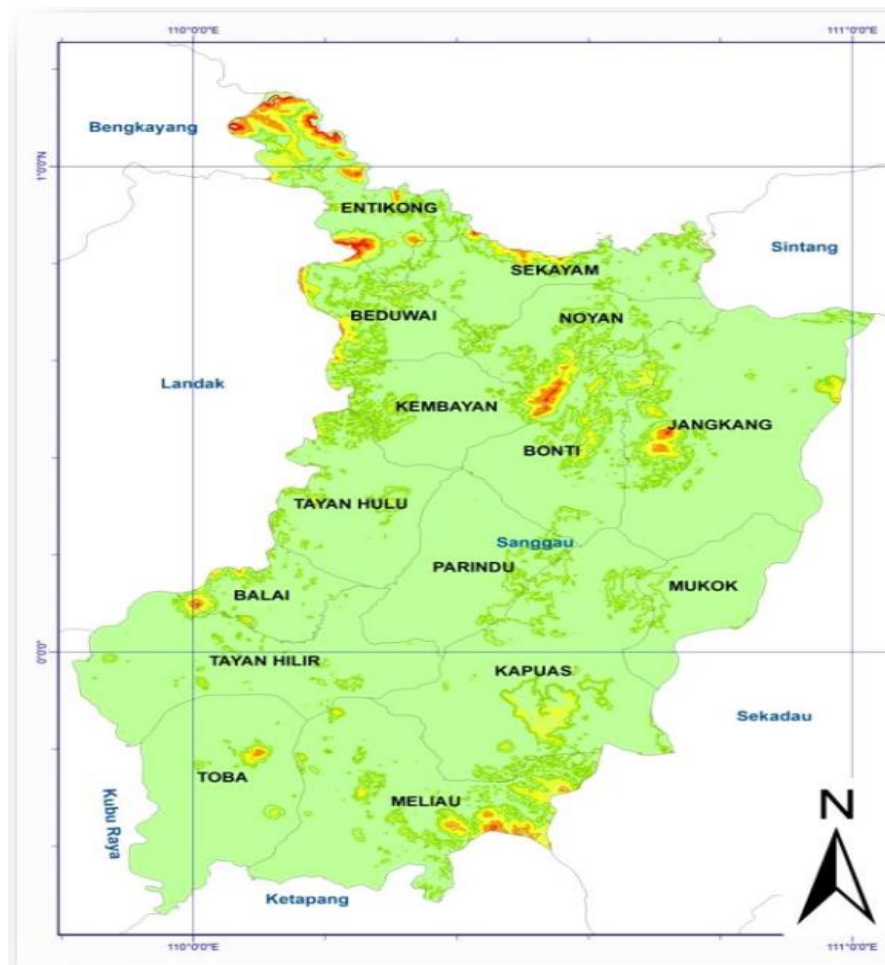 110°0'0"E
111°0'0"E
Bengkayang
1°0'0"N
ENTIKONG
Sintang
SEKAYAM
BEDUWAI
NOYAN
Landak
KEMBAYAN
JANGKANG
BONTI
TAYAN HULU
Sanggau
PARINDU
MUKOK
BALAI
0°0'0"
TAYAN HILIR
KAPUAS
Sekadau
TOBA
MELIAU
Kubu Raya
N
Ketapang
110°0'0"E
111°0'0"E